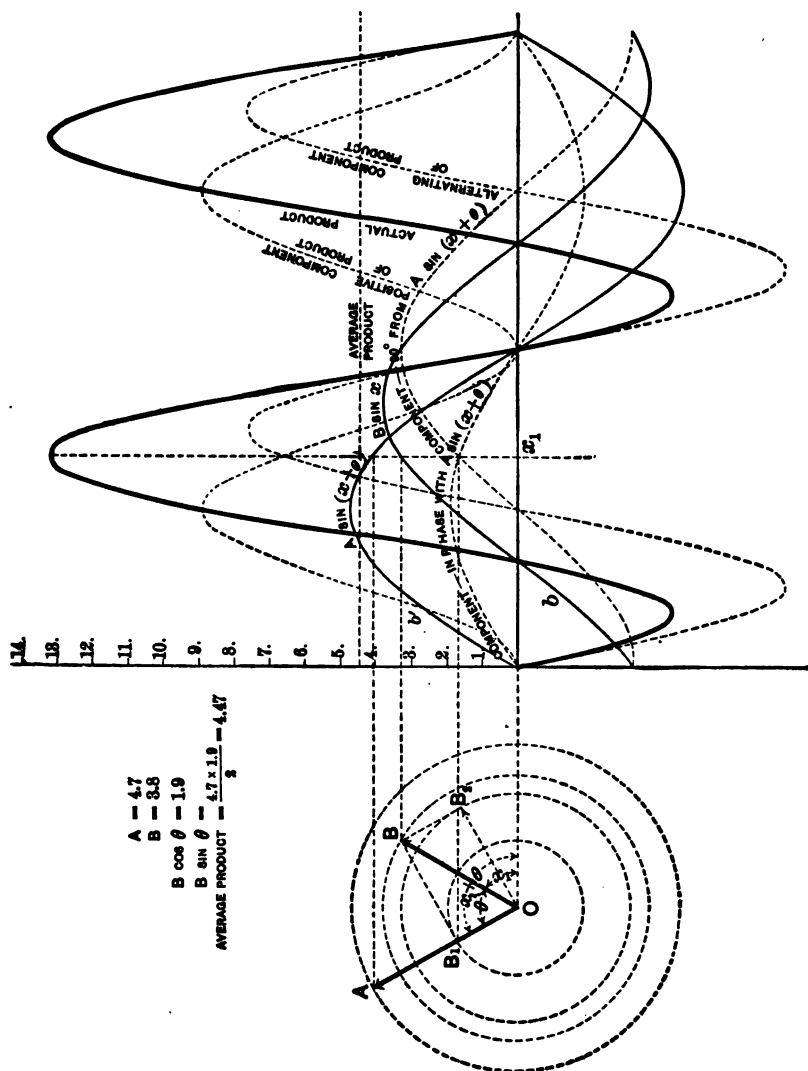 A = 4.7
B = 3.8
B COS θ = 1.9
B SIN θ =
AVERAGE PRODUCT = 4.7 × 1.9 / 2 = 4.47
14.
13.
12.
11.
10.
9.
8.
7.
6.
5.
4.
3.
2.
1.
A SIN (x+θ)
B SIN x
AVERAGE
PRODUCT
POSITIVE COMPONENT
OF
PRODUCT
ACTUAL
PRODUCT
ALTERNATING COMPONENT
OF
PRODUCT
COMPONENT 90° FROM A SIN (x+θ)
COMPONENT IN PHASE WITH A SIN (x+θ)
b'
b
x₁
A
B
B₁
B₂
O
x₁+θ
θ
x₁